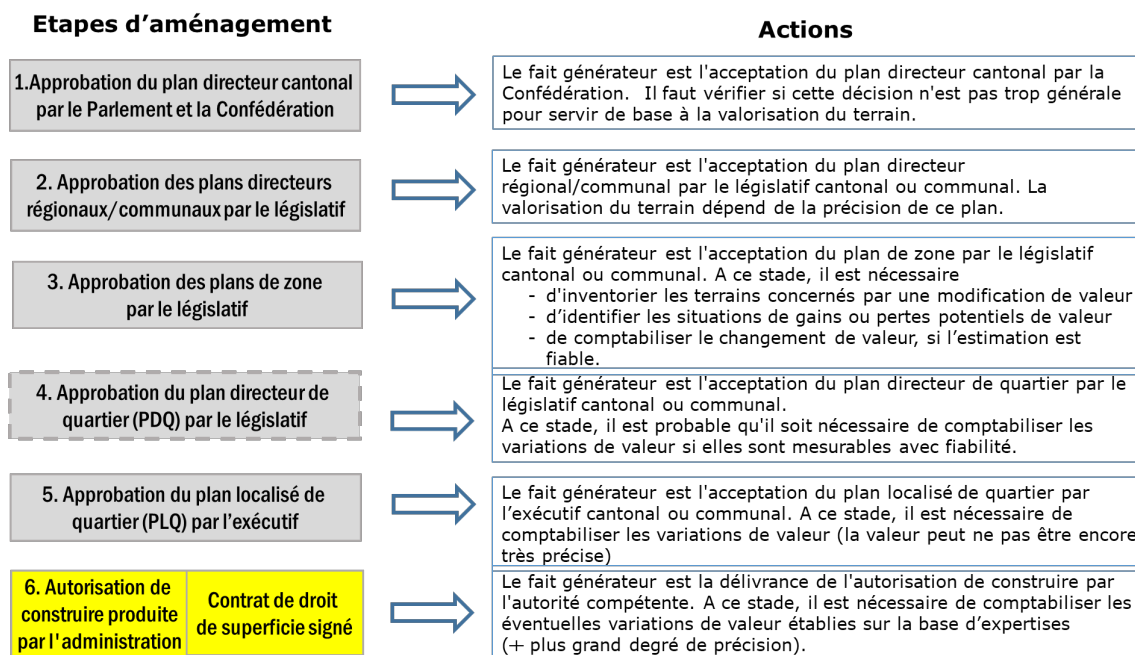 Etapes d’aménagement
Actions
1.Approbation du plan directeur cantonal
par le Parlement et la Confédération
Le fait générateur est l'acceptation du plan directeur cantonal par la
Confédération. Il faut vérifier si cette décision n'est pas trop générale
pour servir de base à la valorisation du terrain.
2. Approbation des plans directeurs
régionaux/communaux par le législatif
Le fait générateur est l'acceptation du plan directeur
régional/communal par le législatif cantonal ou communal. La
valorisation du terrain dépend de la précision de ce plan.
3. Approbation des plans de zone
par le législatif
Le fait générateur est l'acceptation du plan de zone par le législatif
cantonal ou communal. A ce stade, il est nécessaire
- d'inventorier les terrains concernés par une modification de valeur
- d’identifier les situations de gains ou pertes potentiels de valeur
- de comptabiliser le changement de valeur, si l’estimation est
fiable.
4. Approbation du plan directeur de
quartier (PDQ) par le législatif
Le fait générateur est l'acceptation du plan directeur de quartier par le
législatif cantonal ou communal.
A ce stade, il est probable qu'il soit nécessaire de comptabiliser les
variations de valeur si elles sont mesurables avec fiabilité.
5. Approbation du plan localisé de
quartier (PLQ) par l’exécutif
Le fait générateur est l'acceptation du plan localisé de quartier par
l’exécutif cantonal ou communal. A ce stade, il est nécessaire de
comptabiliser les variations de valeur (la valeur peut ne pas être encore
très précise)
6. Autorisation de
construire produite
par l'administration
Contrat de droit
de superficie signé
Le fait générateur est la délivrance de l'autorisation de construire par
l'autorité compétente. A ce stade, il est nécessaire de comptabiliser les
éventuelles variations de valeur établies sur la base d’expertises
(+ plus grand degré de précision).